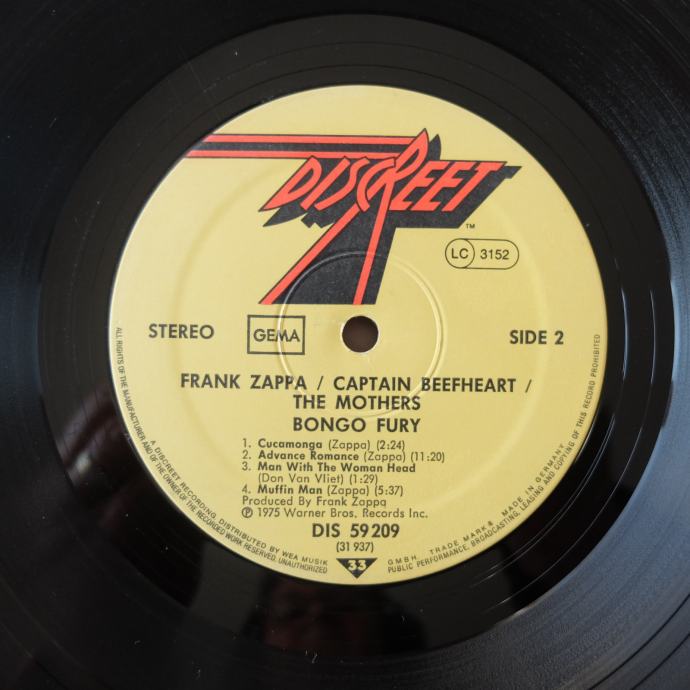 DISCREET
™
LC 3152
STEREO GEMA SIDE 2
FRANK ZAPPA / CAPTAIN BEEFHEART /
THE MOTHERS
BONGO FURY
1. Cucamonga (Zappa) (2:24)
2. Advance Romance (Zappa) (11:20)
3. Man With The Woman Head
(Don Van Vliet) (1:29)
4. Muffin Man (Zappa) (5:37)
Produced By Frank Zappa
℗ 1975 Warner Bros. Records Inc.
DIS 59 209
(31 937)
33
A DISCREET RECORDING DISTRIBUTED BY WEA MUSIK G.M.B.H. TRADE MARK ® MADE IN GERMANY
ALL RIGHTS OF THE MANUFACTURER AND OF THE OWNER OF THE RECORDED WORK RESERVED. UNAUTHORIZED PUBLIC PERFORMANCE, BROADCASTING, LEASING AND COPYING OF THIS RECORD PROHIBITED